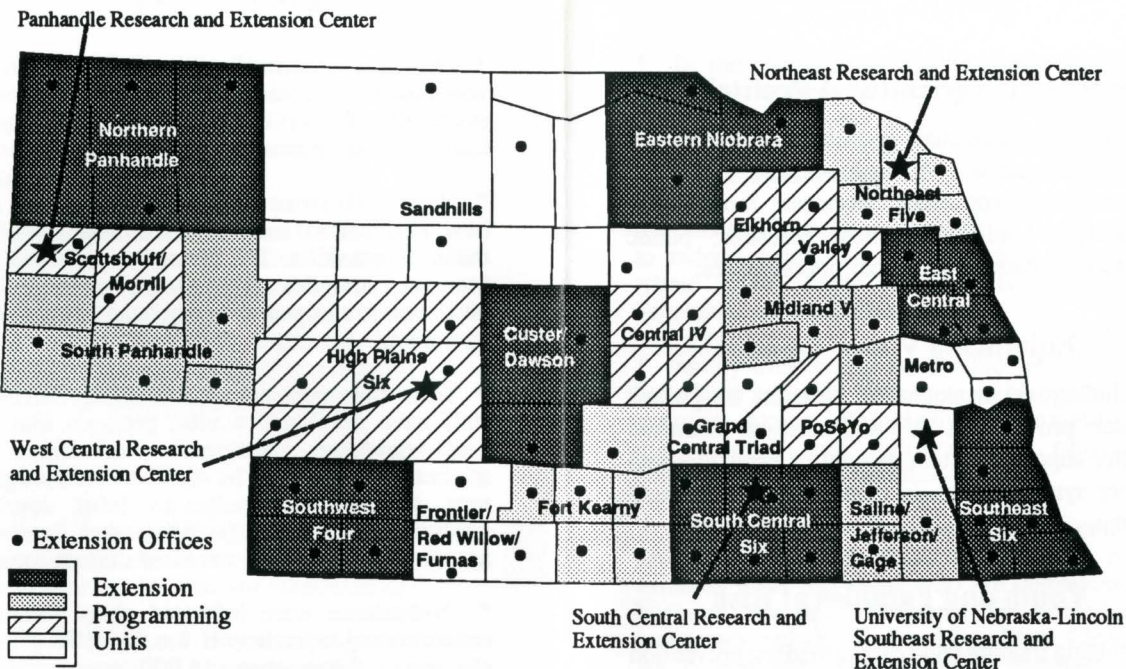 Panhandle Research and Extension Center
Northeast Research and Extension Center
Northern
Panhandle
Eastern Niobrara
Sandhills
Northeast
Five
Elkhorn
Valley
Scottsbluff/
Morrill
East
Central
Midland V
South Panhandle
High Plains
Six
Custer/
Dawson
Central IV
Metro
Grand
Central Triad
PoSeYo
West Central Research
and Extension Center
Southwest
Four
Frontier/
Red Willow/
Furnas
Fort Kearny
South Central
Six
Saline/
Jefferson/
Gage
Southeast
Six
Extension Offices
Extension
Programming
Units
South Central Research and
Extension Center
University of Nebraska-Lincoln
Southeast Research and
Extension Center